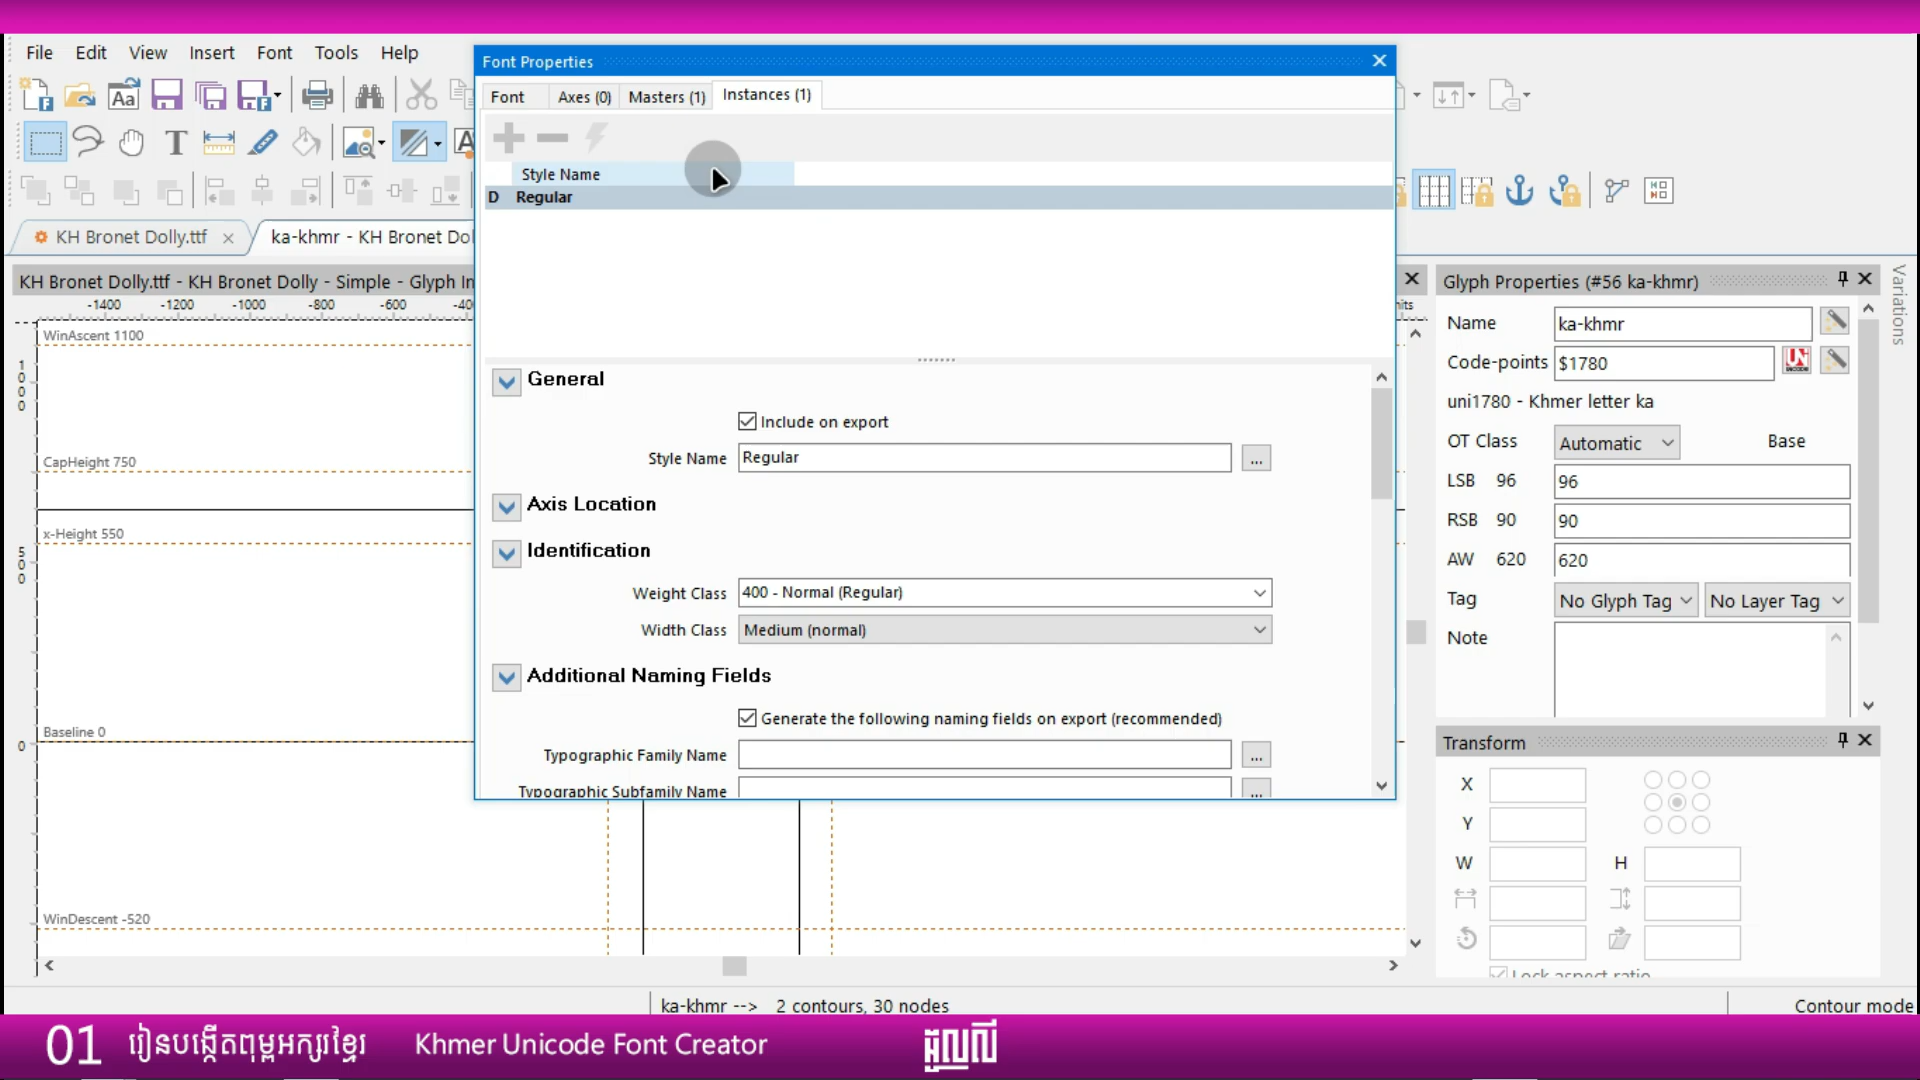 File Edit View Insert Font Tools Help
Font Properties
Font Axes (0) Masters (1) Instances (1)
Style Name
D Regular
KH Bronet Dolly.ttf
ka-khmr - KH Bronet Dol
KH Bronet Dolly.ttf - KH Bronet Dolly - Simple - Glyph In
-1400 -1200 -1000 -800 -600 -40
WinAscent 1100
1000
CapHeight 750
x-Height 550
500
Baseline 0
0
WinDescent -520
General
Include on export
Style Name Regular ...
Axis Location
Identification
Weight Class 400 - Normal (Regular)
Width Class Medium (normal)
Additional Naming Fields
Generate the following naming fields on export (recommended)
Typographic Family Name ...
Typographic Subfamily Name ...
Glyph Properties (#56 ka-khmr)
Variations
Name ka-khmr
Code-points $1780
uni1780 - Khmer letter ka
OT Class Automatic Base
LSB 96 96
RSB 90 90
AW 620 620
Tag No Glyph Tag No Layer Tag
Note
Transform
X
Y
W H
Lock aspect ratio
ka-khmr --> 2 contours, 30 nodes
Contour mode
01 រៀនបង្កើតពុម្ពអក្សរខ្មែរ Khmer Unicode Font Creator